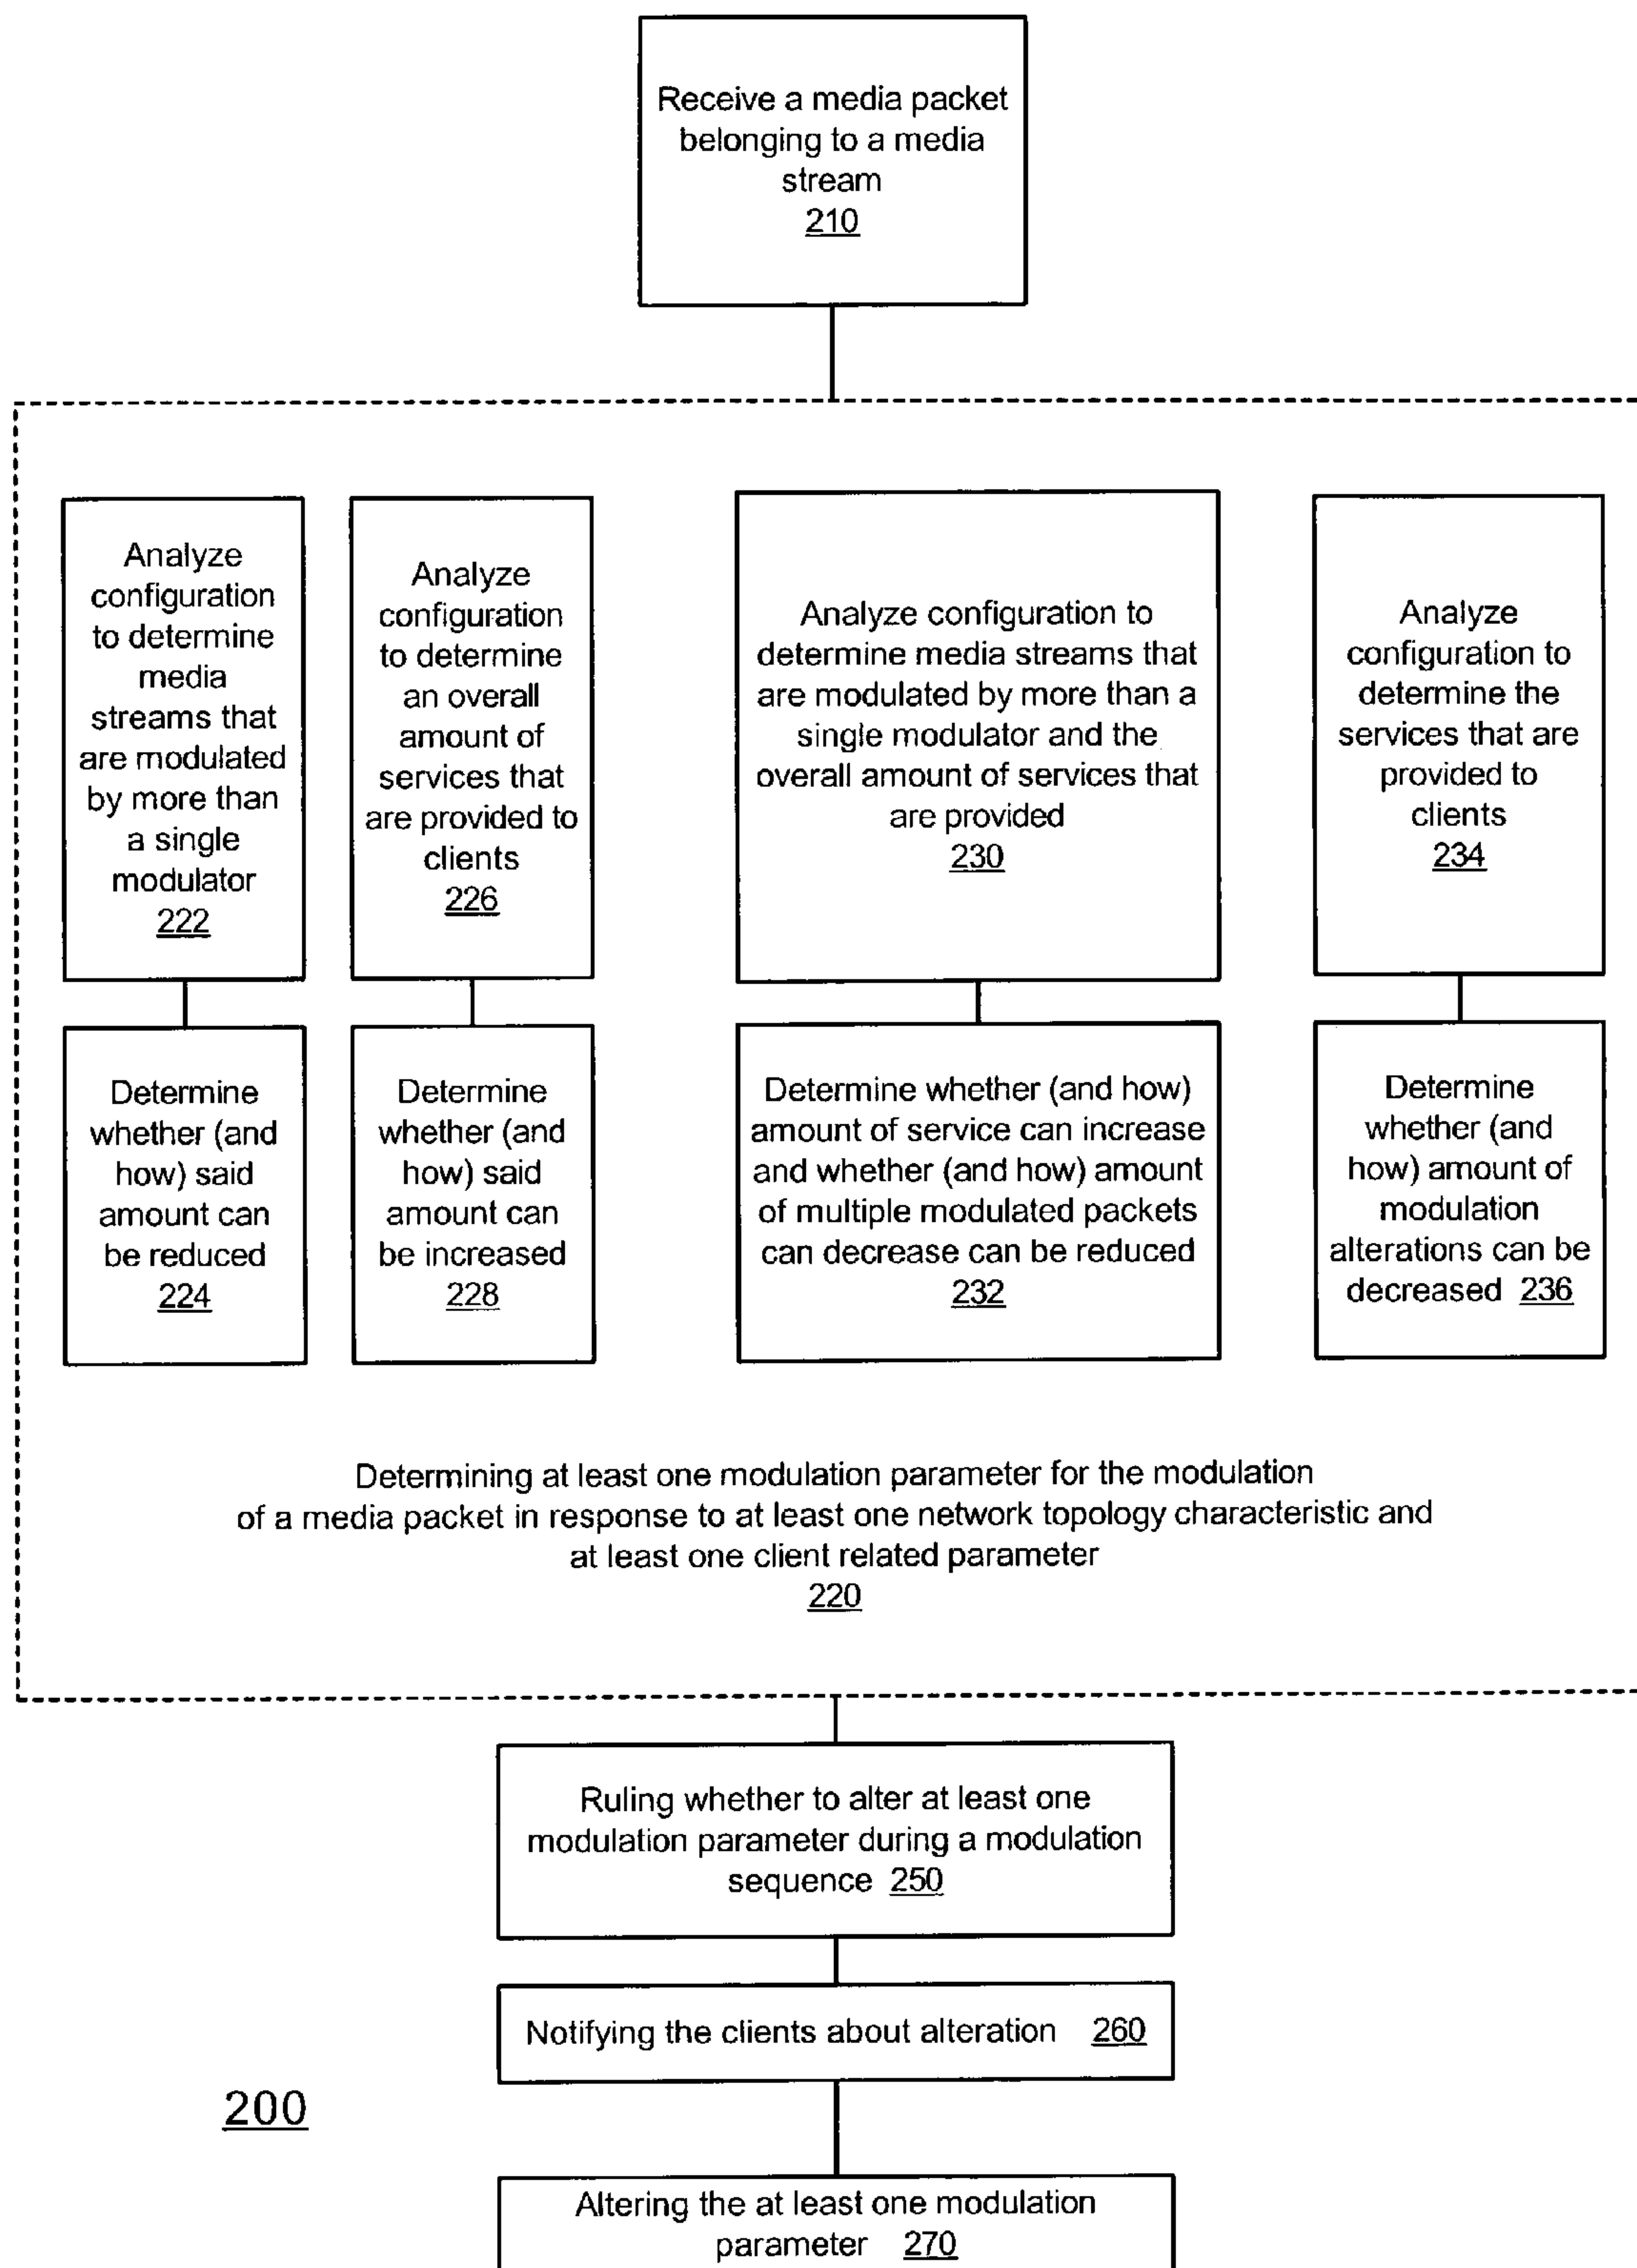 Receive a media packet
belonging to a media
stream
210
Analyze
configuration
to determine
media
streams that
are modulated
by more than
a single
modulator
222
Analyze
configuration
to determine
an overall
amount of
services that
are provided to
clients
226
Analyze configuration to
determine media streams that
are modulated by more than a
single modulator and the
overall amount of services that
are provided
230
Analyze
configuration to
determine the
services that are
provided to
clients
234
Determine
whether (and
how) said
amount can
be reduced
224
Determine
whether (and
how) said
amount can
be increased
228
Determine whether (and how)
amount of service can increase
and whether (and how) amount
of multiple modulated packets
can decrease can be reduced
232
Determine
whether (and
how) amount of
modulation
alterations can be
decreased 236
Determining at least one modulation parameter for the modulation
of a media packet in response to at least one network topology characteristic and
at least one client related parameter
220
Ruling whether to alter at least one
modulation parameter during a modulation
sequence 250
Notifying the clients about alteration 260
200
Altering the at least one modulation
parameter 270